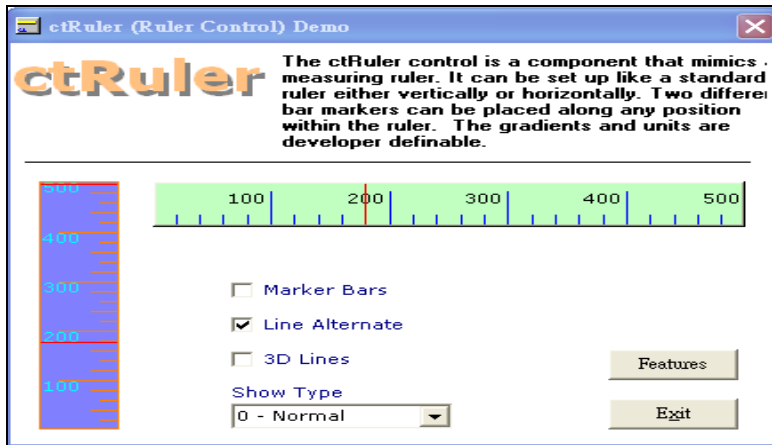 ctRuler (Ruler Control) Demo
ctRuler
The ctRuler control is a component that mimics
measuring ruler. It can be set up like a standard
ruler either vertically or horizontally. Two
bar markers can be placed along any position
within the ruler. The gradients and units are
developer definable.
500
400
300
200
100
100 200 300 400 500
Marker Bars
Line Alternate
3D Lines
Show Type
0 - Normal
Features
Exit